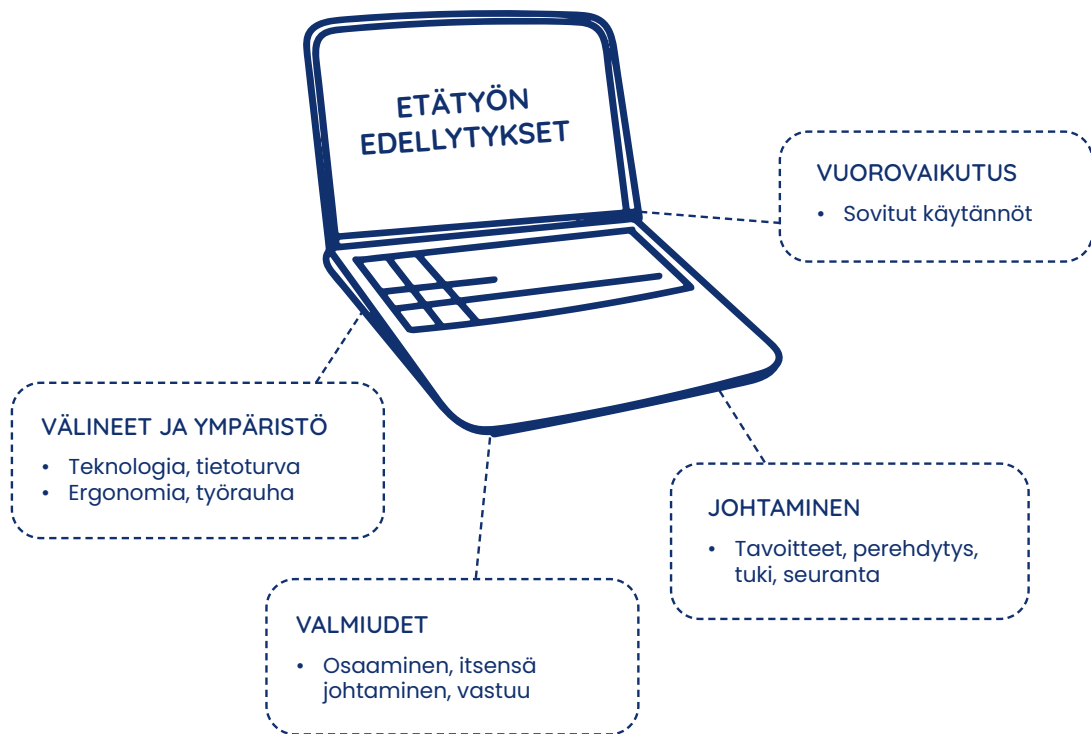 ETÄTYÖN
EDELLYTYKSET
VUOROVAIKUTUS
• Sovitut käytännöt
VÄLINEET JA YMPÄRISTÖ
• Teknologia, tietoturva
• Ergonomia, työrauha
JOHTAMINEN
• Tavoitteet, perehdytys,
tuki, seuranta
VALMIUDET
• Osaaminen, itsensä
johtaminen, vastuu